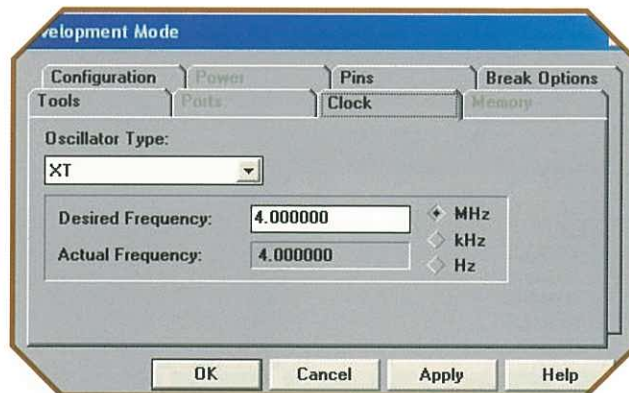 velopment Mode
Configuration Power Pins Break Options
Tools Ports Clock Memory
Oscillator Type:
XT
Desired Frequency: 4.000000 MHz
kHz
Actual Frequency: 4.000000
Hz
OK Cancel Apply Help